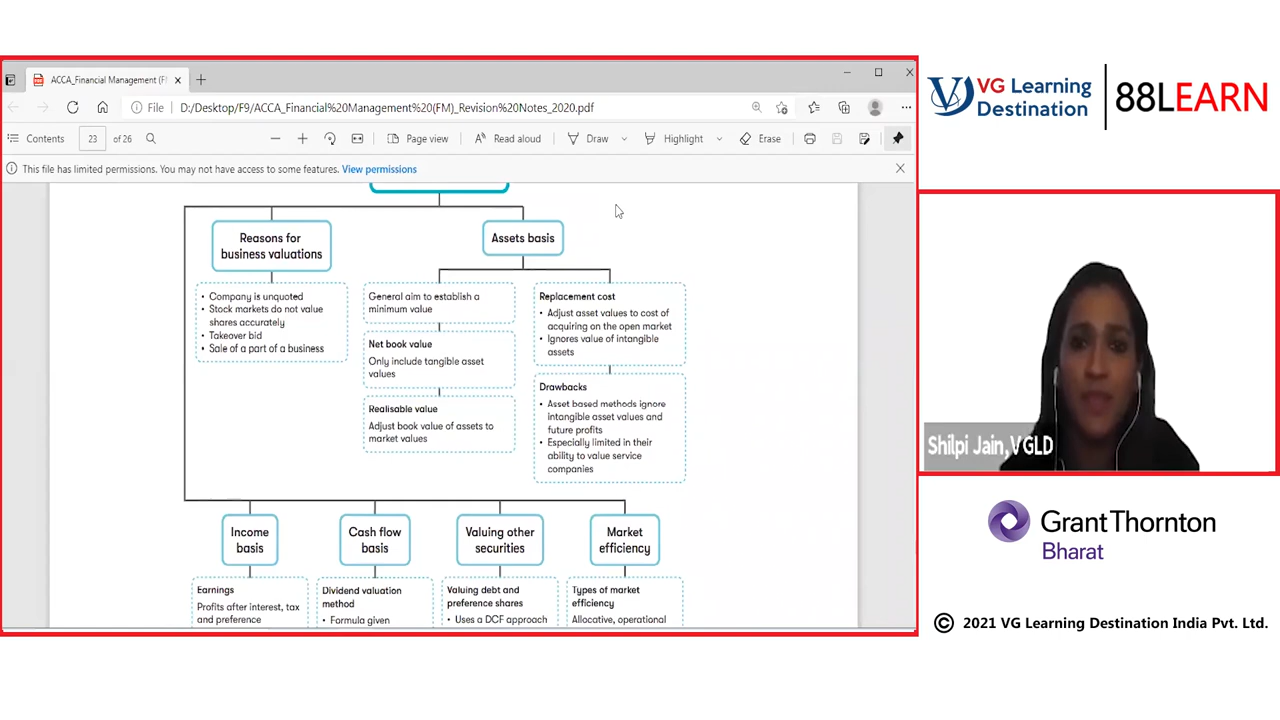 ACCA_Financial Management (F
File
D:/Desktop/F9/ACCA_Financial%20Management%20(FM)_Revision%20Notes_2020.pdf
Contents
23
of 26
Page view
Read aloud
Draw
Highlight
Erase
This file has limited permissions. You may not have access to some features. View permissions
Reasons for
business valuations
• Company is unquoted
• Stock markets do not value
shares accurately
• Takeover bid
• Sale of a part of a business
Assets basis
General aim to establish a
minimum value
Net book value
Only include tangible asset
values
Realisable value
Adjust book value of assets to
market values
Replacement cost
• Adjust asset values to cost of
acquiring on the open market
• Ignores value of intangible
assets
Drawbacks
• Asset based methods ignore
intangible asset values and
future profits
• Especially limited in their
ability to value service
companies
Income
basis
Earnings
Profits after interest, tax
and preference
Cash flow
basis
Dividend valuation
method
• Formula given
Valuing other
securities
Valuing debt and
preference shares
• Uses a DCF approach
Market
efficiency
Types of market
efficiency
Allocative, operational
VG Learning
Destination
88LEARN
Shilpi Jain, VGLD
Grant Thornton
Bharat
© 2021 VG Learning Destination India Pvt. Ltd.